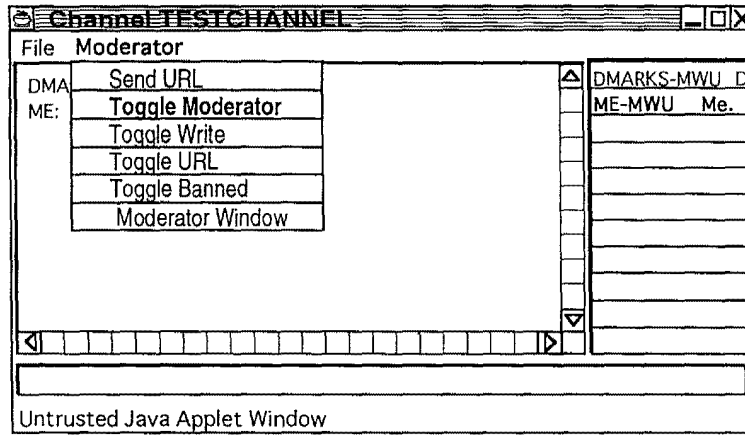 Channel TESTCHANNEL
File Moderator
DMA
ME:
Send URL
Toggle Moderator
Toggle Write
Toggle URL
Toggle Banned
Moderator Window
DMARKS-MWU D
ME-MWU Me.
Untrusted Java Applet Window